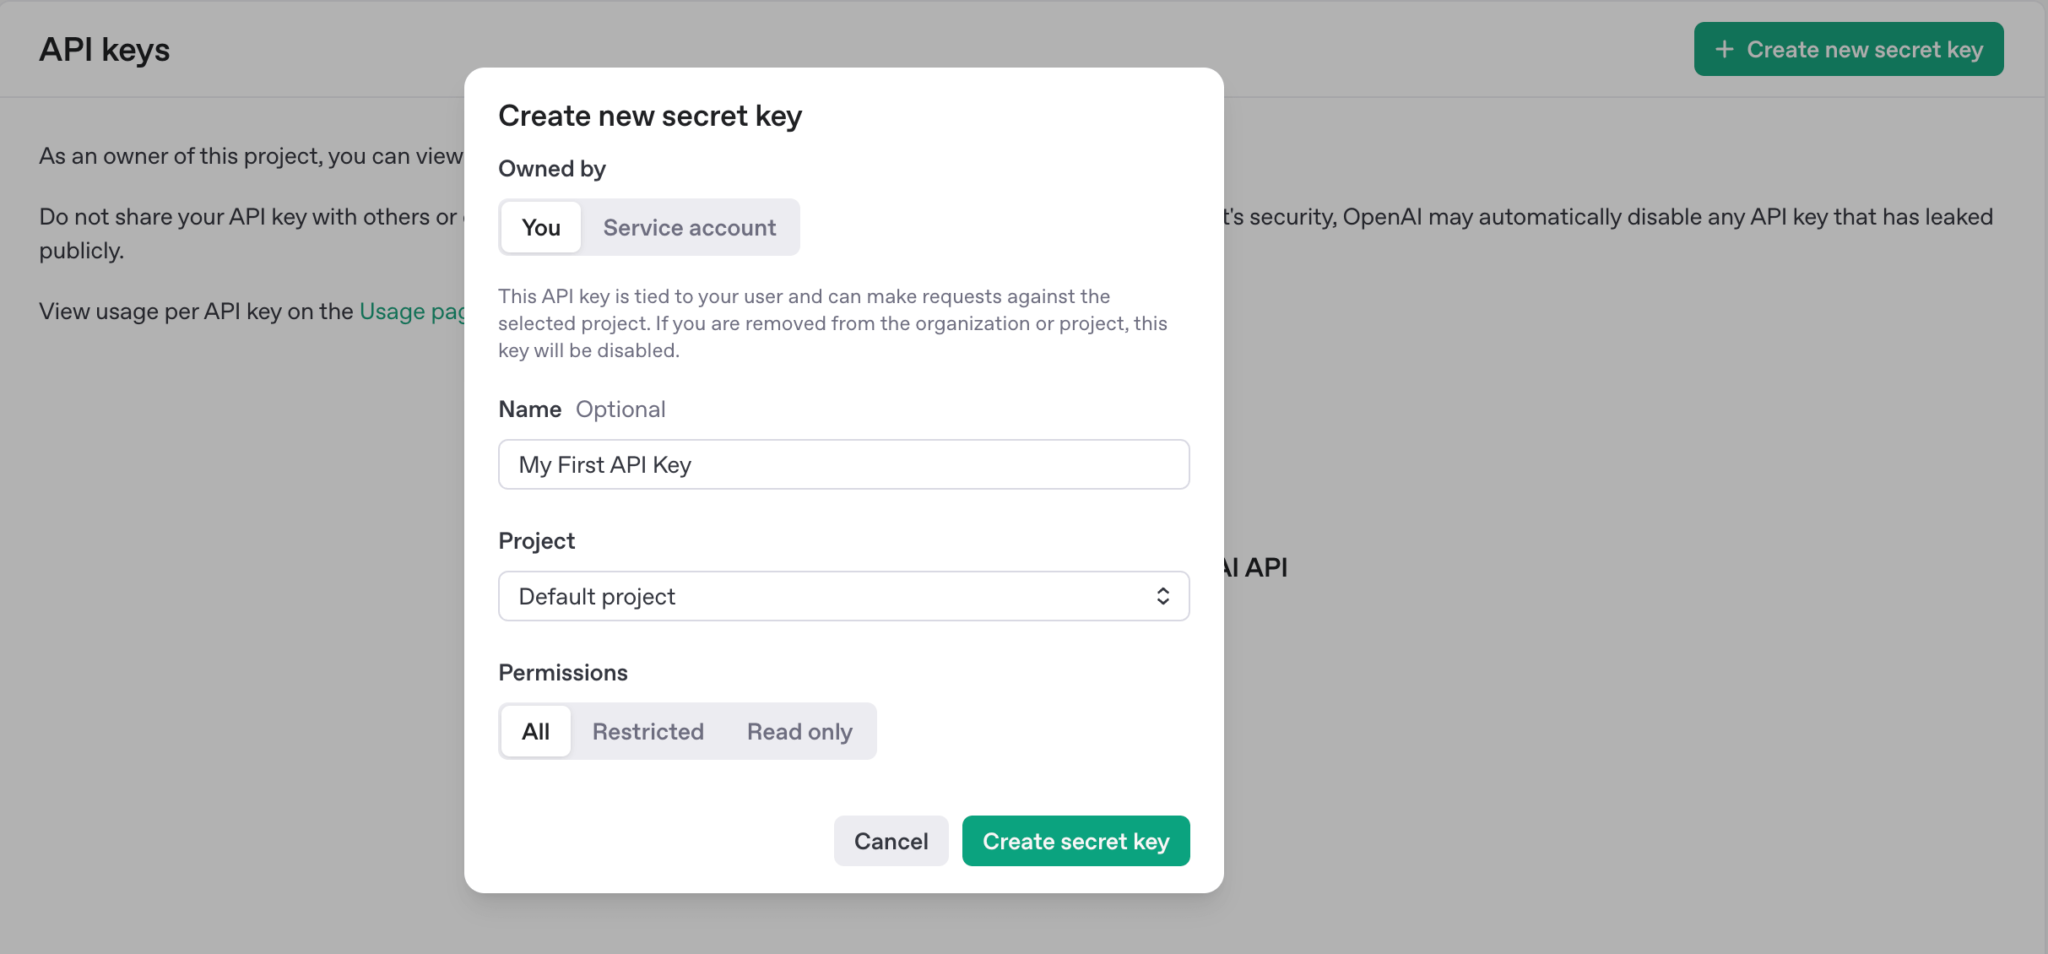 API keys
+ Create new secret key
As an owner of this project, you can view
Do not share your API key with others or
t's security, OpenAI may automatically disable any API key that has leaked
publicly.
View usage per API key on the Usage pag
Create new secret key
Owned by
You
Service account
This API key is tied to your user and can make requests against the
selected project. If you are removed from the organization or project, this
key will be disabled.
Name Optional
My First API Key
Project
Default project
AI API
Permissions
All
Restricted
Read only
Cancel
Create secret key